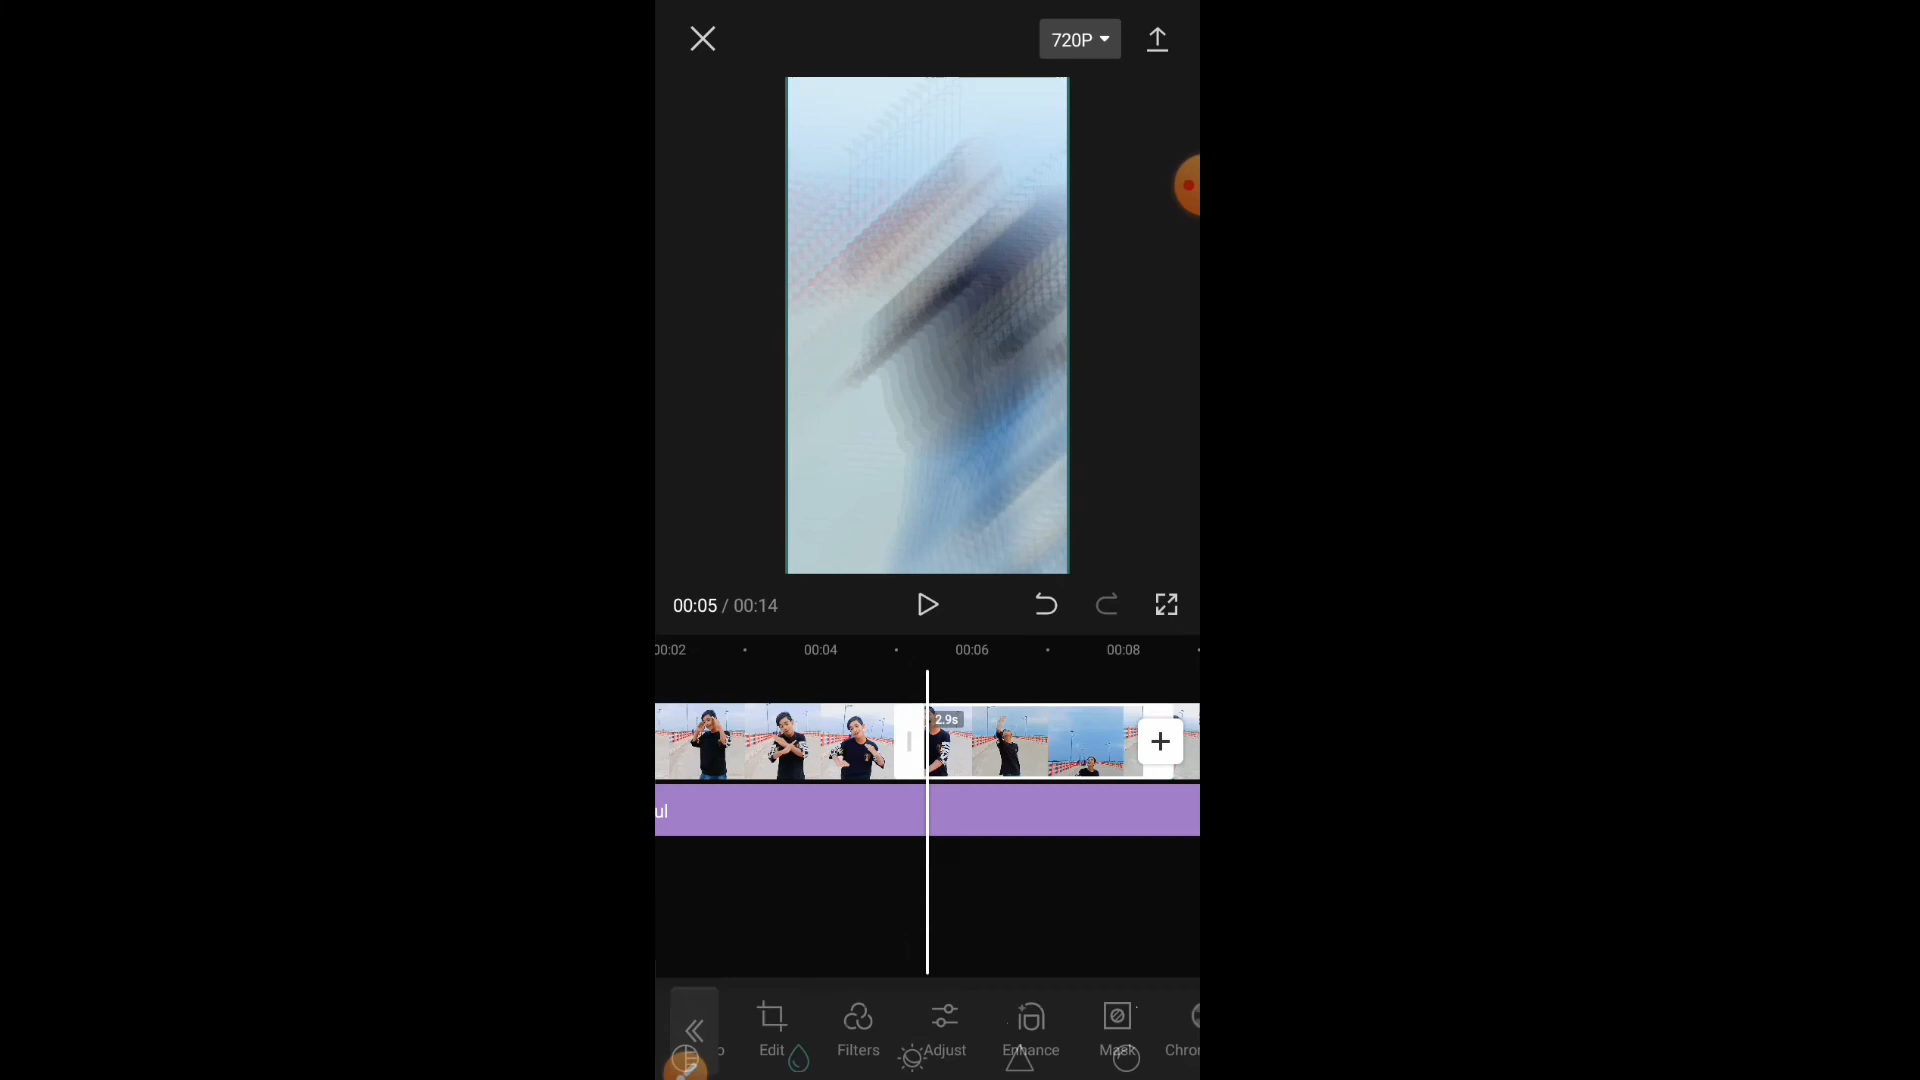 720P
00:05 / 00:14
00:02 00:04 00:06 00:08
2.9s
ul
p Edit Filters Adjust Enhance Mask Chro